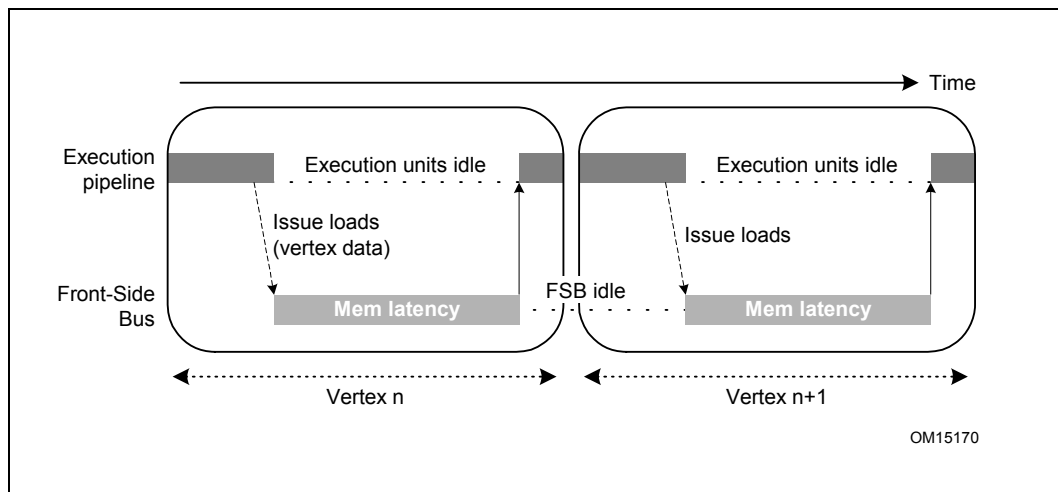 Time
Execution
pipeline
Execution units idle
Execution units idle
Issue loads
(vertex data)
Issue loads
Front-Side
Bus
Mem latency
FSB idle
Mem latency
Vertex n
Vertex n+1
OM15170